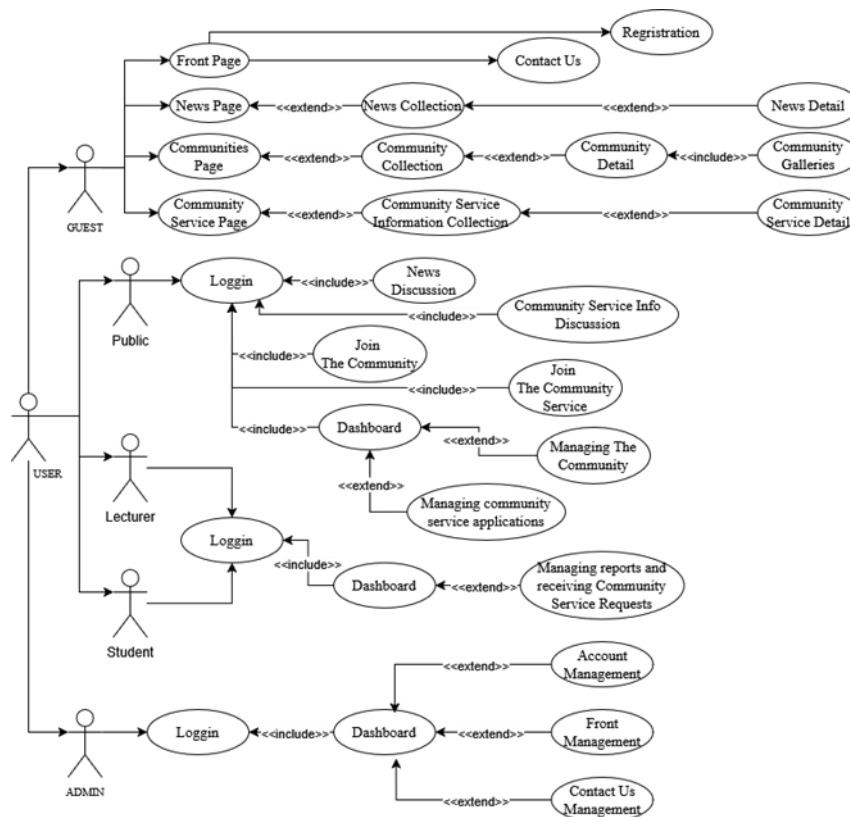 Regristration
Front Page
Contact Us
News Page
<<extend>>
News Collection
<<extend>>
News Detail
Communities
Page
<<extend>>
Community
Collection
<<extend>>
Community
Detail
<<include>>
Community
Galleries
GUEST
Community
Service Page
<<extend>>
Community Service
Information Collection
<<extend>>
Community
Service Detail
Public
Loggin
<<include>>
News
Discussion
<<include>>
Community Service Info
Discussion
<<include>>
Join
The Community
<<include>>
Join
The Community
Service
USER
<<include>>
Dashboard
<<extend>>
Managing The
Community
<<extend>>
Managing community
service applications
Lecturer
Loggin
<<include>>
Dashboard
<<extend>>
Managing reports and
receiving Community
Service Requests
Student
<<extend>>
Account
Management
ADMIN
Loggin
<<include>>
Dashboard
<<extend>>
Front
Management
<<extend>>
Contact Us
Management